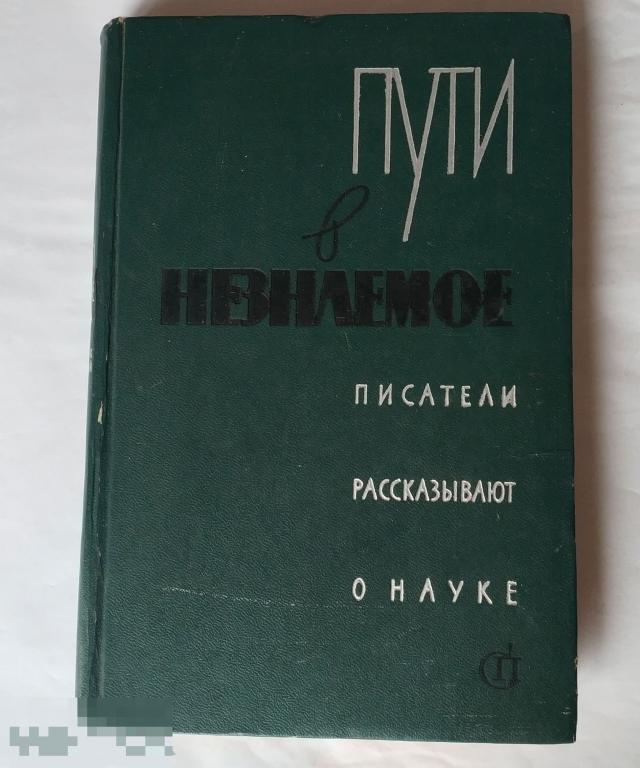 ПУТИ
в
НЕЗНАЕМОЕ
ПИСАТЕЛИ
РАССКАЗЫВАЮТ
О НАУКЕ